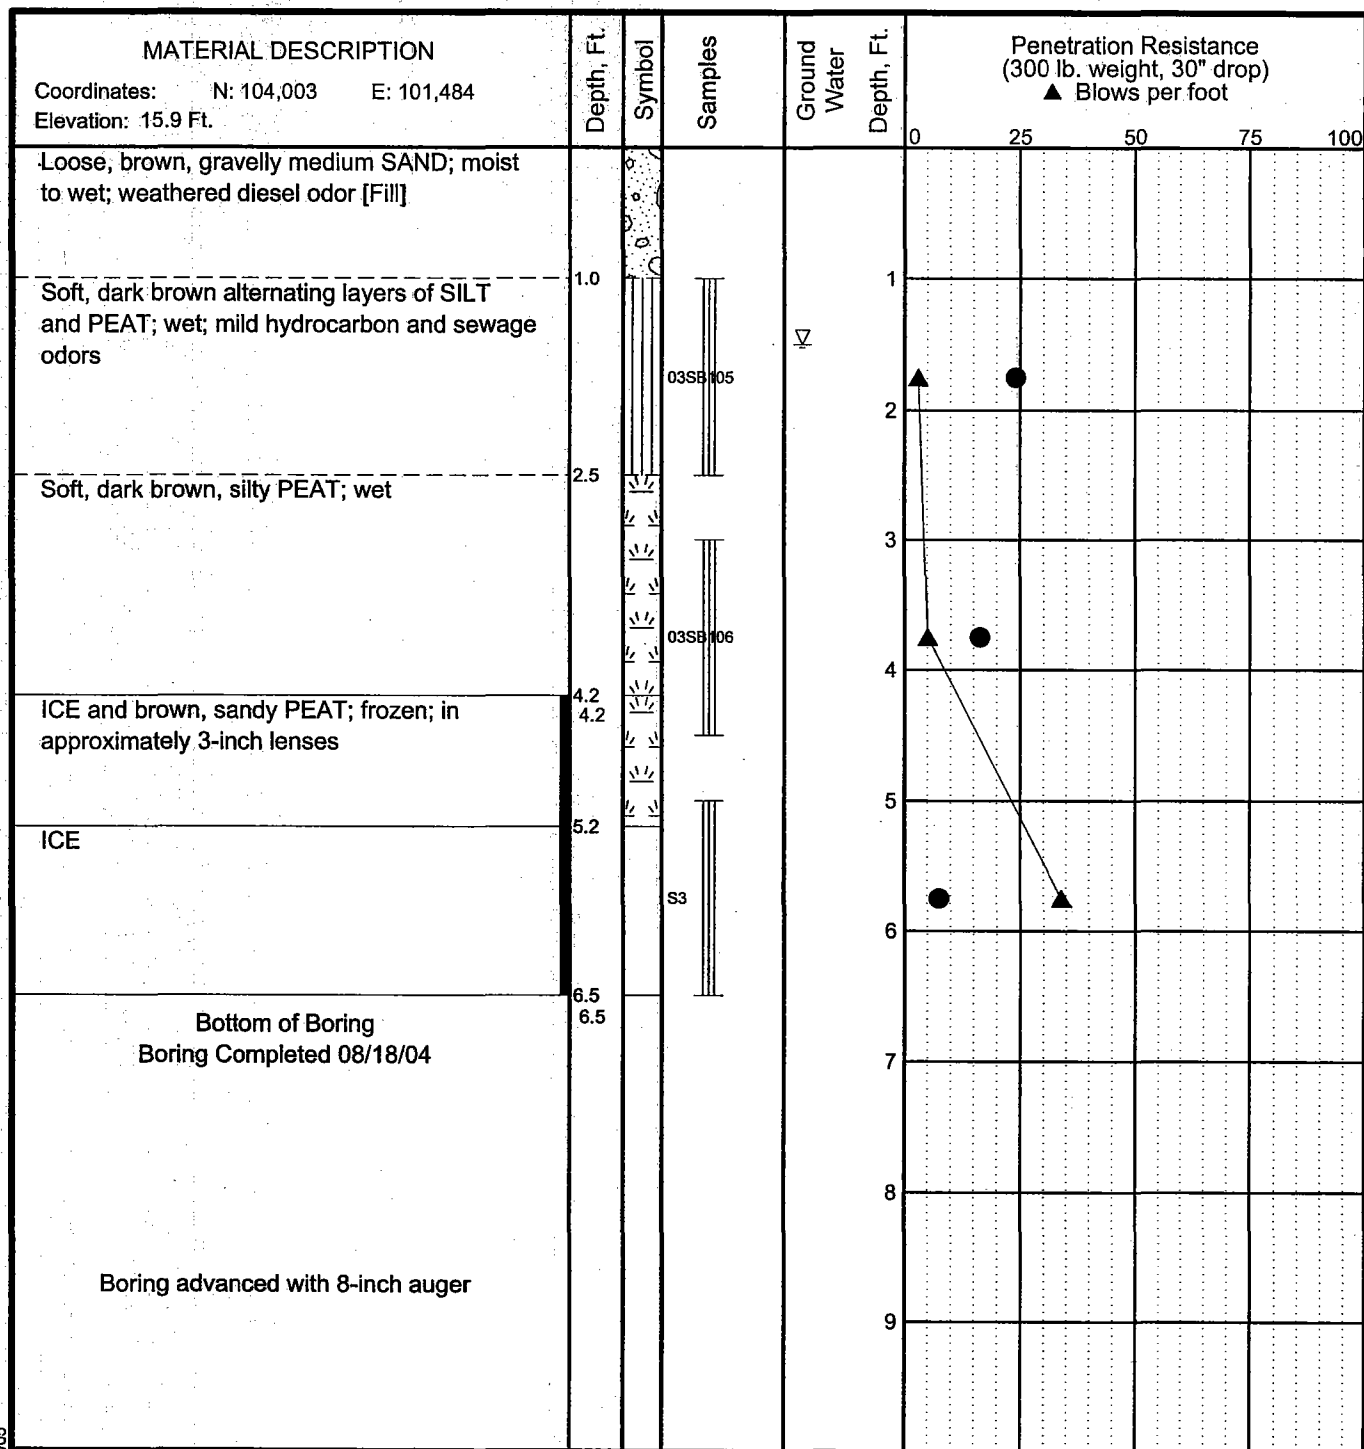 MATERIAL DESCRIPTION
Coordinates: N: 104,003 E: 101,484
Elevation: 15.9 Ft.
Depth, Ft.
Symbol
Samples
Ground
Water
Depth, Ft.
Penetration Resistance
(300 lb. weight, 30" drop)
▲ Blows per foot
0 25 50 75 100
Loose, brown, gravelly medium SAND; moist
to wet; weathered diesel odor [Fill]
1.0
1
Soft, dark brown alternating layers of SILT
and PEAT; wet; mild hydrocarbon and sewage
odors
03SB105
2
2.5
Soft, dark brown, silty PEAT; wet
3
03SB106
4
4.2
4.2
ICE and brown, sandy PEAT; frozen; in
approximately 3-inch lenses
5
5.2
ICE
S3
6
6.5
6.5
Bottom of Boring
Boring Completed 08/18/04
7
8
Boring advanced with 8-inch auger
9